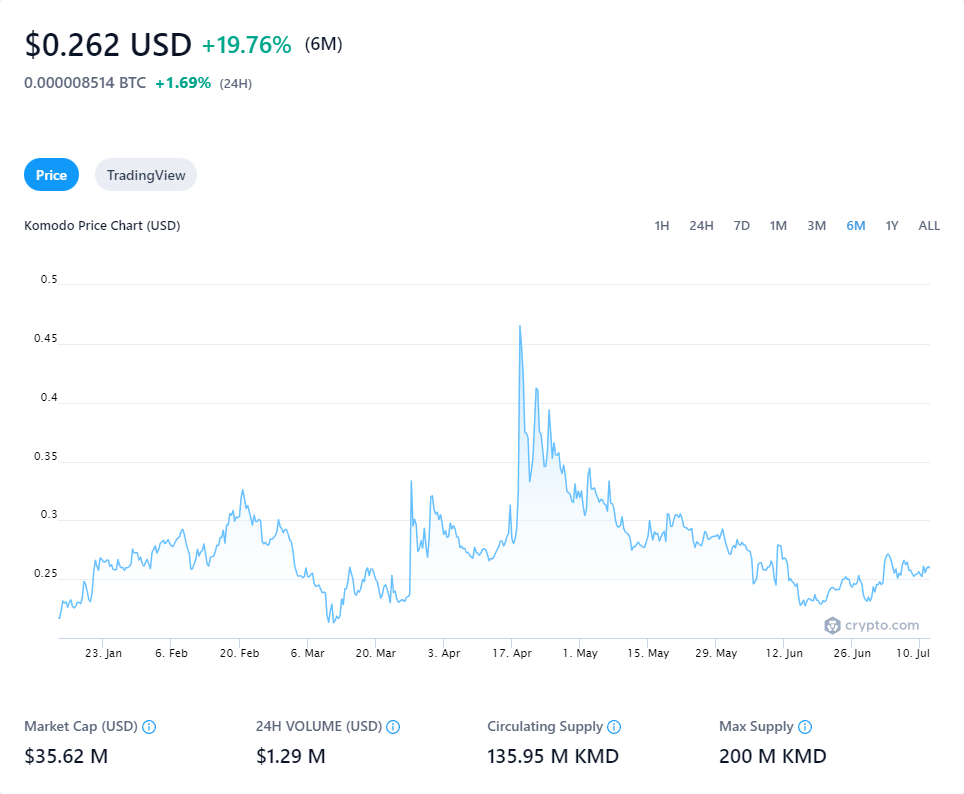 $0.262 USD +19.76% (6M)
0.000008514 BTC +1.69% (24H)
Price TradingView
Komodo Price Chart (USD) 1H 24H 7D 1M 3M 6M 1Y ALL
0.5
0.45
0.4
0.35
0.3
0.25
crypto.com
23. Jan 6. Feb 20. Feb 6. Mar 20. Mar 3. Apr 17. Apr 1. May 15. May 29. May 12. Jun 26. Jun 10. Jul
Market Cap (USD) 24H VOLUME (USD) Circulating Supply Max Supply
$35.62 M $1.29 M 135.95 M KMD 200 M KMD